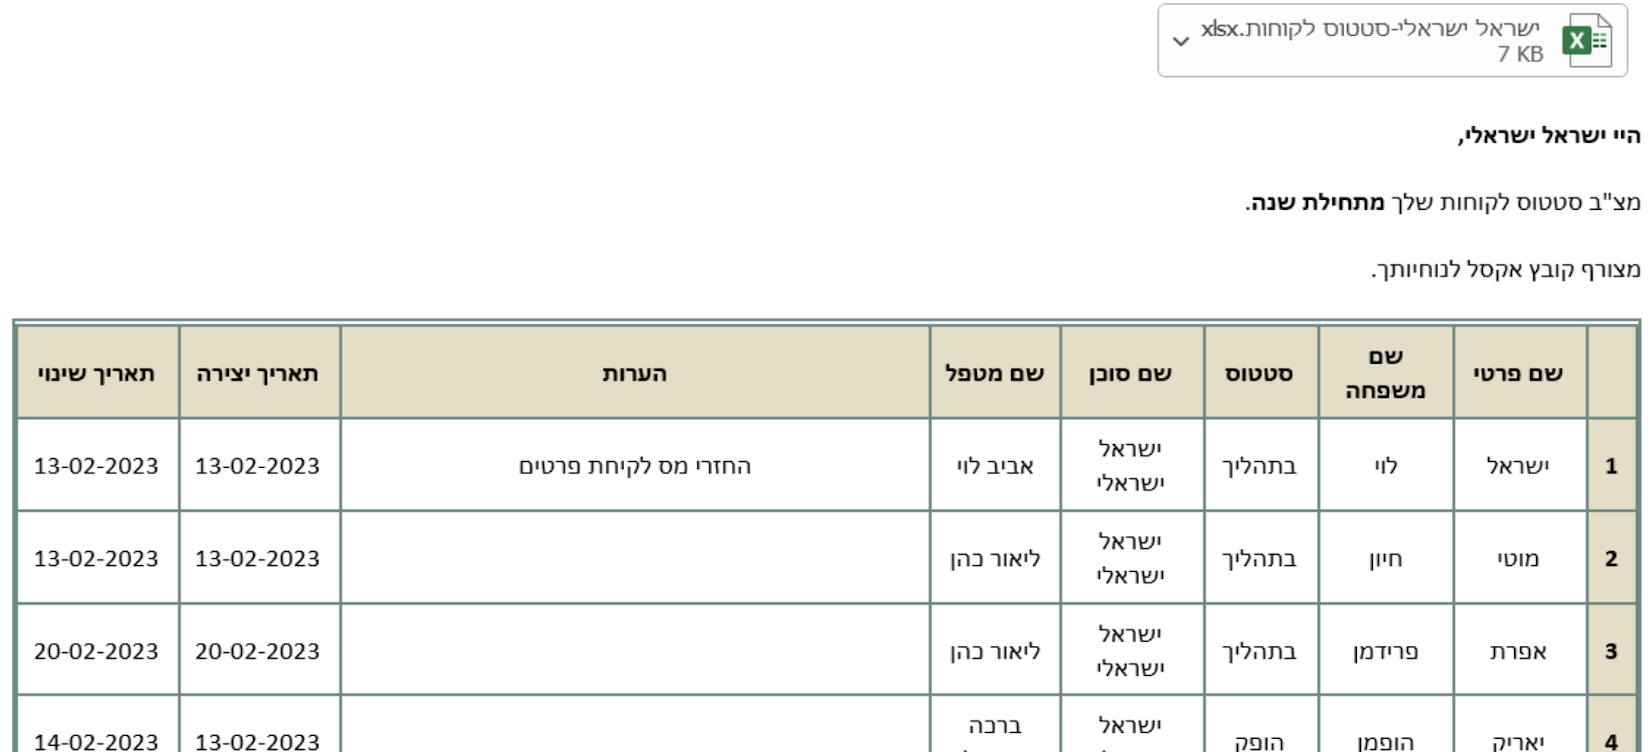 ישראל ישראלי-סטטוס לקוחות.xlsx
7 KB
היי ישראל ישראלי,
מצ"ב סטטוס לקוחות שלך מתחילת שנה.
מצורף קובץ אקסל לנוחיותך.
שם פרטי שם משפחה סטטוס שם סוכן שם מטפל הערות תאריך יצירה תאריך שינוי
1 ישראל לוי בתהליך ישראל ישראלי אביב לוי החזרי מס לקיחת פרטים 13-02-2023 13-02-2023
2 מוטי חיון בתהליך ישראל ישראלי ליאור כהן 13-02-2023 13-02-2023
3 אפרת פרידמן בתהליך ישראל ישראלי ליאור כהן 20-02-2023 20-02-2023
4 יאריק הופמן הופק ישראל ברכה 13-02-2023 14-02-2023